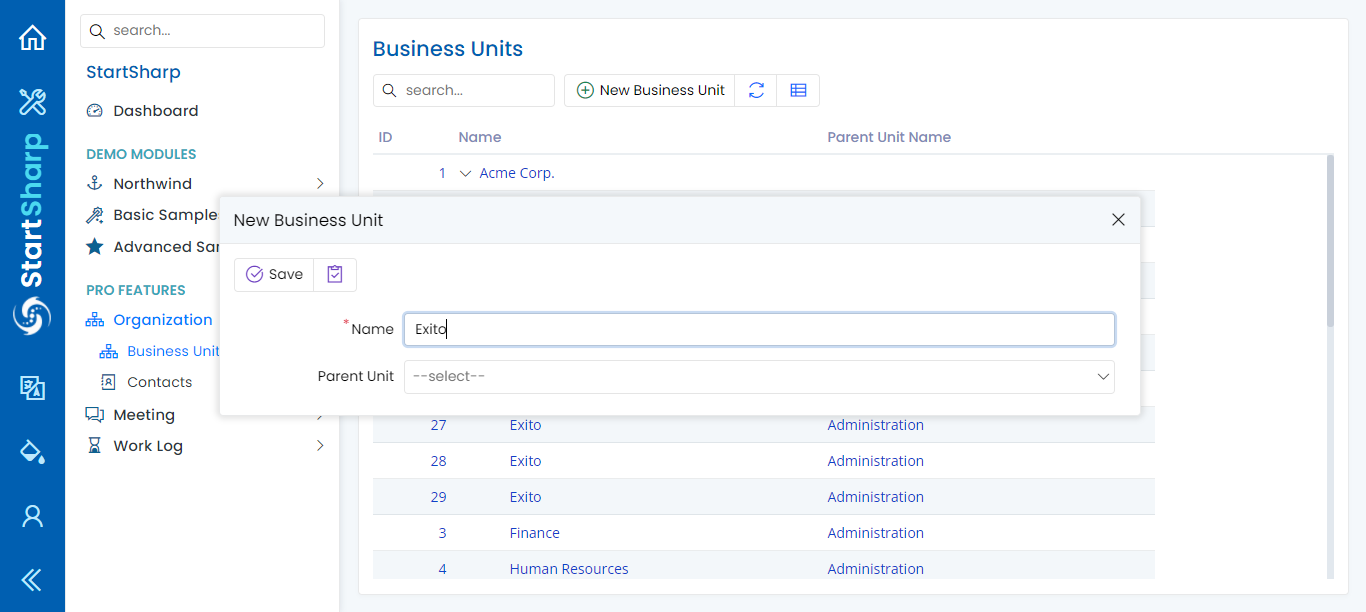 StartSharp
search...
StartSharp
Dashboard
DEMO MODULES
Northwind
Basic Sample
Advanced Sa
PRO FEATURES
Organization
Business Unit
Contacts
Meeting
Work Log
Business Units
search...
New Business Unit
ID Name Parent Unit Name
1 Acme Corp.
New Business Unit
Save
* Name Exito
Parent Unit --select--
27 Exito Administration
28 Exito Administration
29 Exito Administration
3 Finance Administration
4 Human Resources Administration